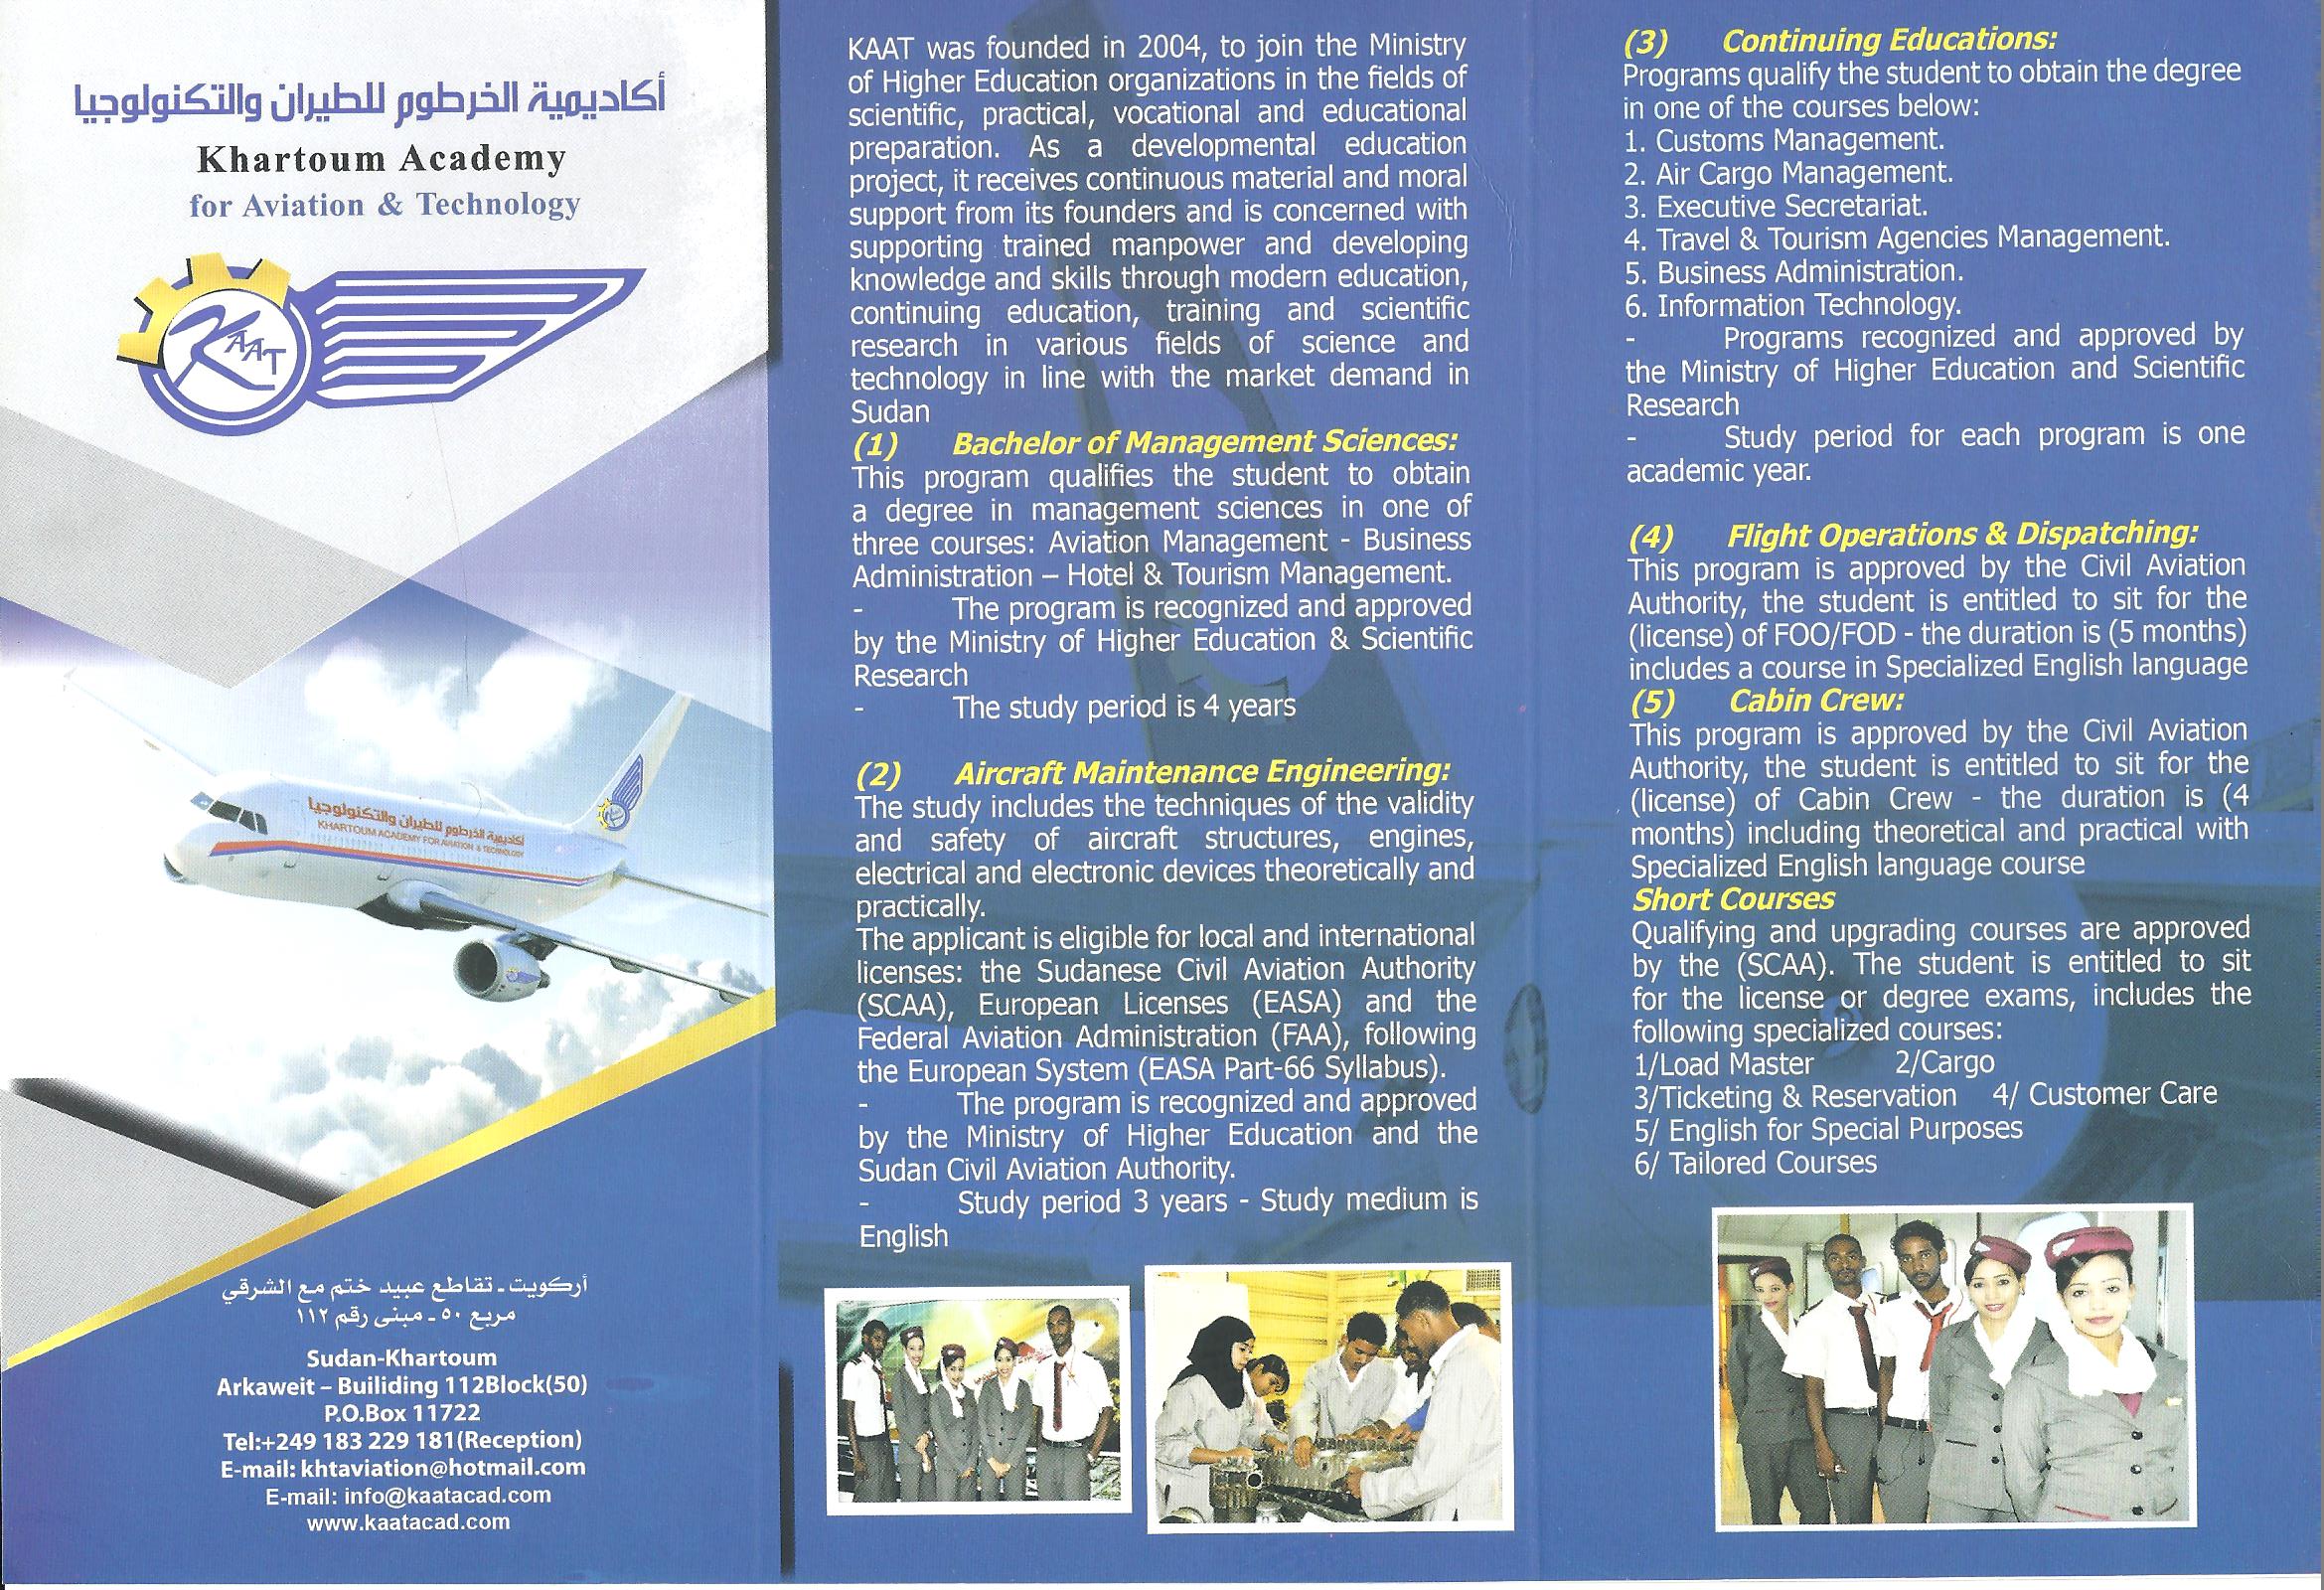 أكاديمية الخرطوم للطيران والتكنولوجيا
Khartoum Academy
for Aviation & Technology
KAAT
أكاديمية الخرطوم للطيران والتكنولوجيا
KHARTOUM ACADEMY FOR AVIATION & TECHNOLOGY
أركويت - تقاطع عبيد ختم مع الشرقي
مربع ٥٠ - مبنى رقم ١١٢
Sudan-Khartoum
Arkaweit – Builiding 112Block(50)
P.O.Box 11722
Tel:+249 183 229 181(Reception)
E-mail: khtaviation@hotmail.com
E-mail: info@kaatacad.com
www.kaatacad.com
KAAT was founded in 2004, to join the Ministry
of Higher Education organizations in the fields of
scientific, practical, vocational and educational
preparation. As a developmental education
project, it receives continuous material and moral
support from its founders and is concerned with
supporting trained manpower and developing
knowledge and skills through modern education,
continuing education, training and scientific
research in various fields of science and
technology in line with the market demand in
Sudan
(1) Bachelor of Management Sciences:
This program qualifies the student to obtain
a degree in management sciences in one of
three courses: Aviation Management - Business
Administration – Hotel & Tourism Management.
- The program is recognized and approved
by the Ministry of Higher Education & Scientific
Research
- The study period is 4 years
(2) Aircraft Maintenance Engineering:
The study includes the techniques of the validity
and safety of aircraft structures, engines,
electrical and electronic devices theoretically and
practically.
The applicant is eligible for local and international
licenses: the Sudanese Civil Aviation Authority
(SCAA), European Licenses (EASA) and the
Federal Aviation Administration (FAA), following
the European System (EASA Part-66 Syllabus).
- The program is recognized and approved
by the Ministry of Higher Education and the
Sudan Civil Aviation Authority.
- Study period 3 years - Study medium is
English
(3) Continuing Educations:
Programs qualify the student to obtain the degree
in one of the courses below:
1. Customs Management.
2. Air Cargo Management.
3. Executive Secretariat.
4. Travel & Tourism Agencies Management.
5. Business Administration.
6. Information Technology.
- Programs recognized and approved by
the Ministry of Higher Education and Scientific
Research
- Study period for each program is one
academic year.
(4) Flight Operations & Dispatching:
This program is approved by the Civil Aviation
Authority, the student is entitled to sit for the
(license) of FOO/FOD - the duration is (5 months)
includes a course in Specialized English language
(5) Cabin Crew:
This program is approved by the Civil Aviation
Authority, the student is entitled to sit for the
(license) of Cabin Crew - the duration is (4
months) including theoretical and practical with
Specialized English language course
Short Courses
Qualifying and upgrading courses are approved
by the (SCAA). The student is entitled to sit
for the license or degree exams, includes the
following specialized courses:
1/Load Master 2/Cargo
3/Ticketing & Reservation 4/ Customer Care
5/ English for Special Purposes
6/ Tailored Courses